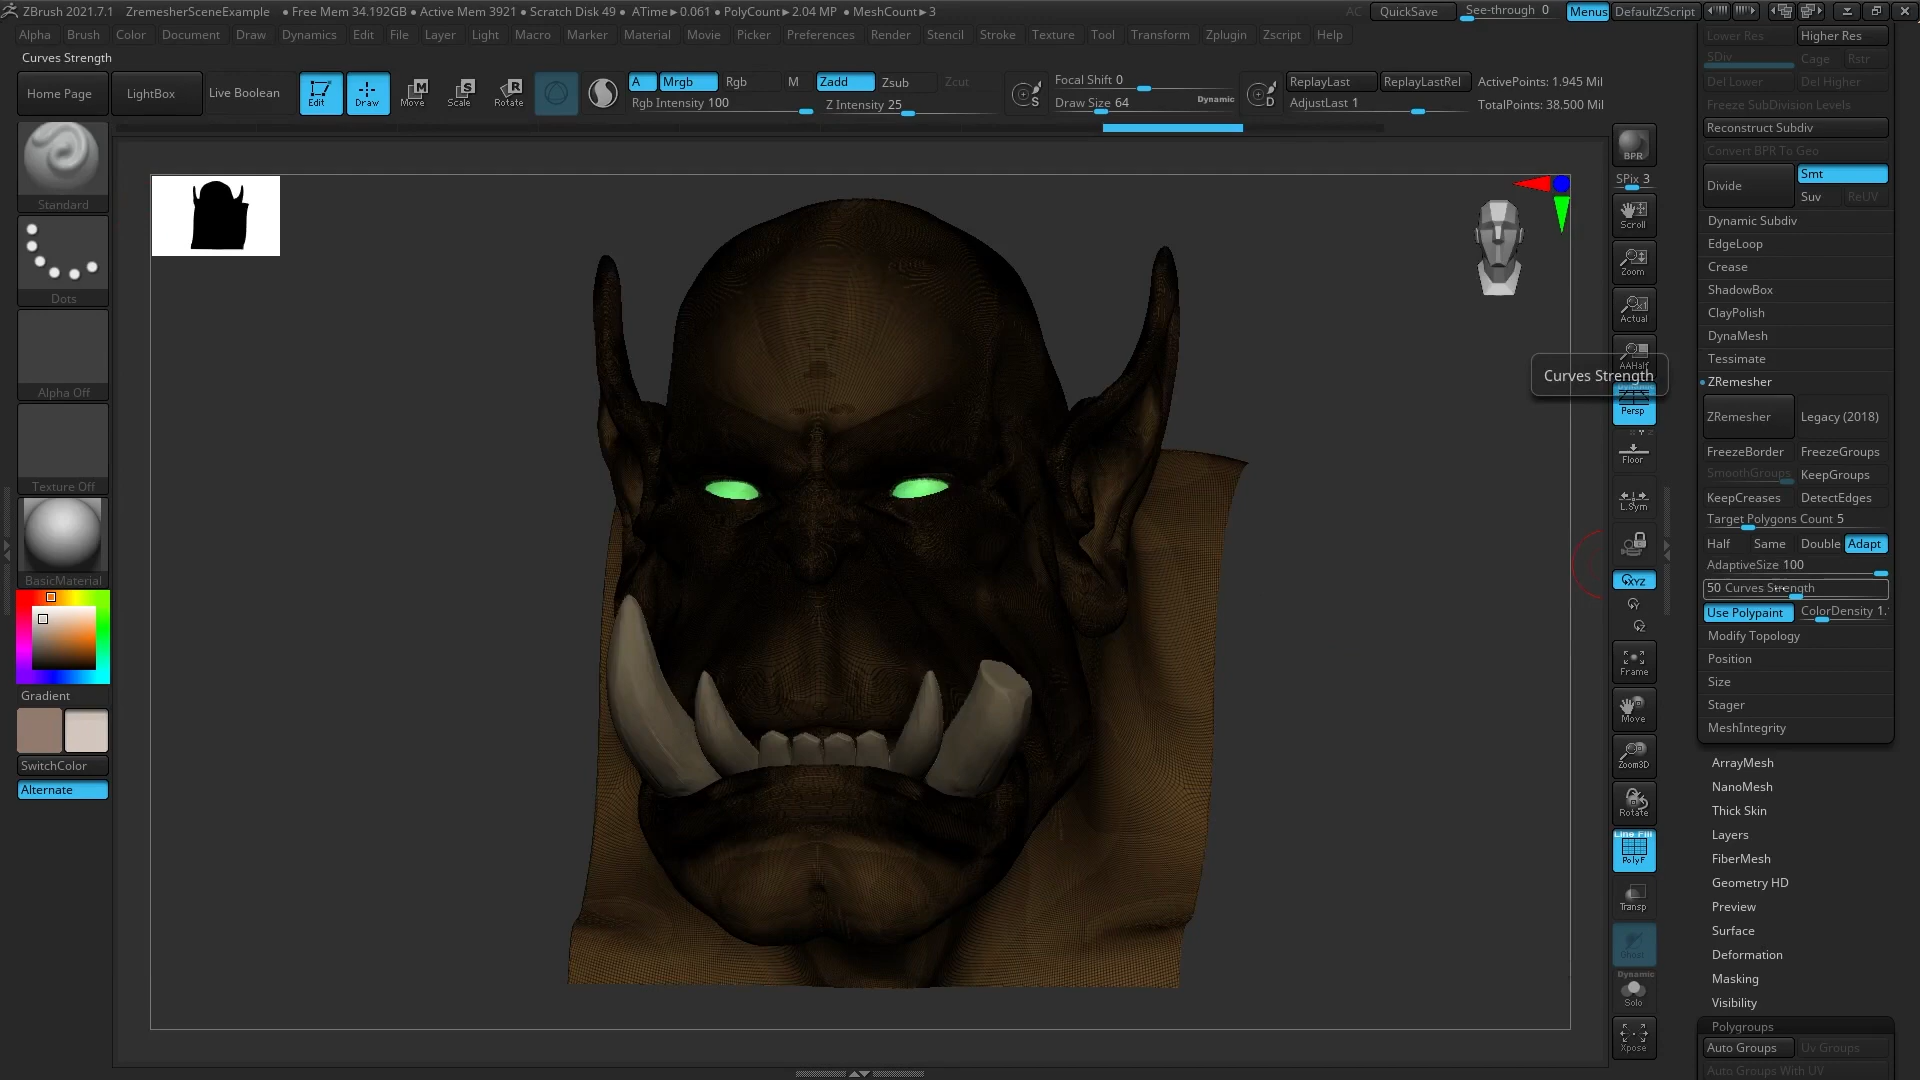 ZBrush 2021.7.1 ZremesherSceneExample • Free Mem 34.192GB • Active Mem 3921 • Scratch Disk 49 • ATime►0.061 • PolyCount►2.04 MP • MeshCount►3 AC QuickSave See-through 0 Menus DefaultZScript
Alpha Brush Color Document Draw Dynamics Edit File Layer Light Macro Marker Material Movie Picker Preferences Render Stencil Stroke Texture Tool Transform Zplugin Zscript Help
Curves Strength
Home Page LightBox Live Boolean Edit Draw Move Scale Rotate
A Mrgb Rgb M Zadd Zsub Zcut
Rgb Intensity 100 Z Intensity 25
Focal Shift 0
Draw Size 64 Dynamic
ReplayLast ReplayLastRel ActivePoints: 1.945 Mil
AdjustLast 1 TotalPoints: 38.500 Mil
Standard
Dots
Alpha Off
Texture Off
BasicMaterial
Gradient
SwitchColor
Alternate
BPR
SPix 3
Scroll
Zoom
Actual
AAHalf
Curves Strength
Persp
Floor
L.Sym
XYZ
Frame
Move
Zoom3D
Rotate
Line Fill
PolyF
Transp
Ghost
Dynamic
Solo
Xpose
Lower Res Higher Res
SDiv Cage Rstr
Del Lower Del Higher
Freeze SubDivision Levels
Reconstruct Subdiv
Convert BPR To Geo
Divide Smt
Suv ReUV
Dynamic Subdiv
EdgeLoop
Crease
ShadowBox
ClayPolish
DynaMesh
Tessimate
ZRemesher
ZRemesher Legacy (2018)
FreezeBorder FreezeGroups
SmoothGroups KeepGroups
KeepCreases DetectEdges
Target Polygons Count 5
Half Same Double Adapt
AdaptiveSize 100
50 Curves Strength
Use Polypaint ColorDensity 1.
Modify Topology
Position
Size
Stager
MeshIntegrity
ArrayMesh
NanoMesh
Thick Skin
Layers
FiberMesh
Geometry HD
Preview
Surface
Deformation
Masking
Visibility
Polygroups
Auto Groups Uv Groups
Auto Groups With UV